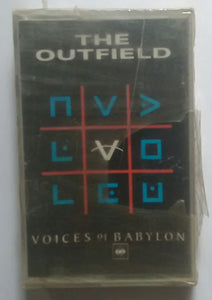 THE
OUTFIELD
VOICES of BABYLON